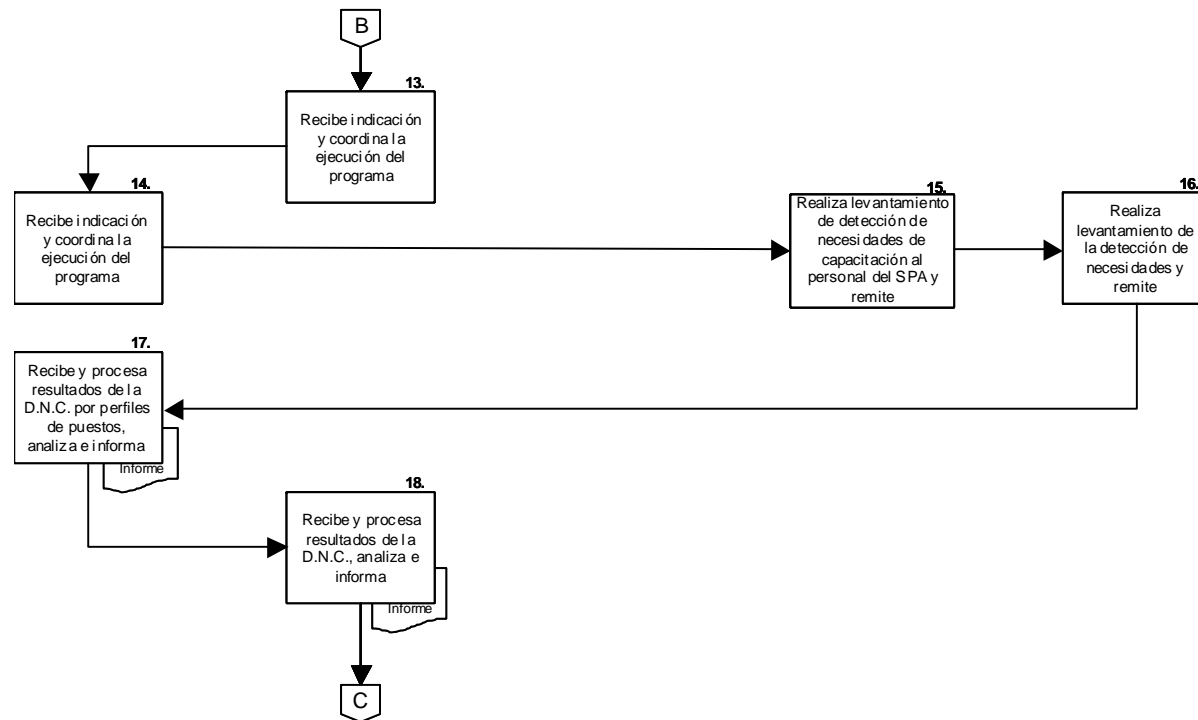 B
13.
Recibe indicación
y coordina la
ejecución del
programa
14.
Recibe indicación
y coordina la
ejecución del
programa
15.
Realiza levantamiento
de detección de
necesidades de
capacitación al
personal del SPA y
remite
16.
Realiza
levantamiento de
la detección de
necesidades y
remite
17.
Recibe y procesa
resultados de la
D.N.C. por perfiles
de puestos,
analiza e informa
Informe
18.
Recibe y procesa
resultados de la
D.N.C., analiza e
informa
Informe
C